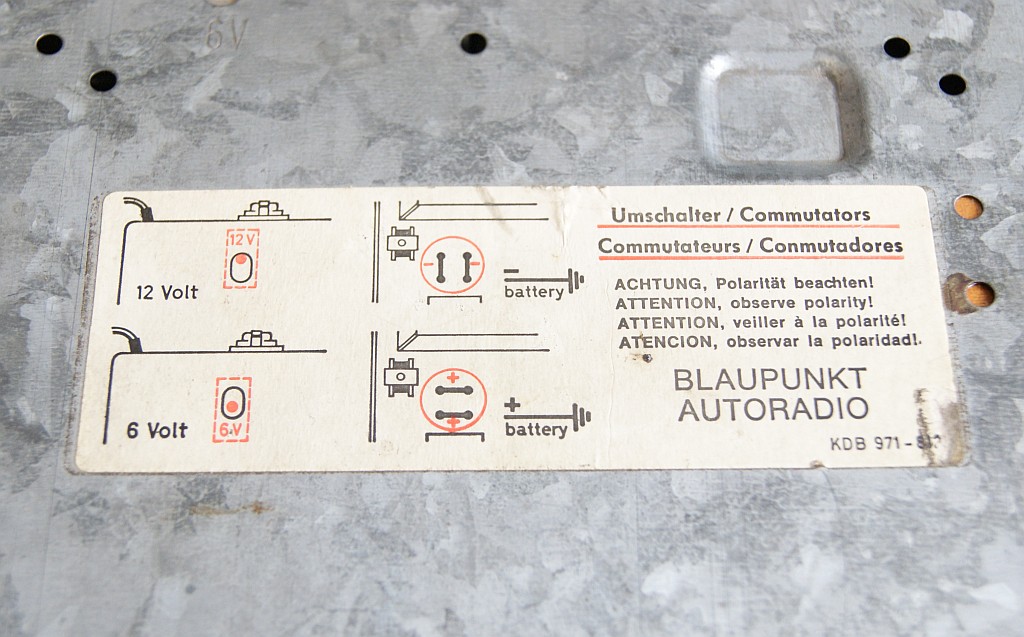 6V
12 V
12 Volt
− −
−
battery
6 V
6 Volt
+
+
+
battery
Umschalter / Commutators
Commutateurs / Conmutadores
ACHTUNG, Polarität beachten!
ATTENTION, observe polarity!
ATTENTION, veiller à la polarité!
ATENCION, observar la polaridad!.
BLAUPUNKT
AUTORADIO
KDB 971 -